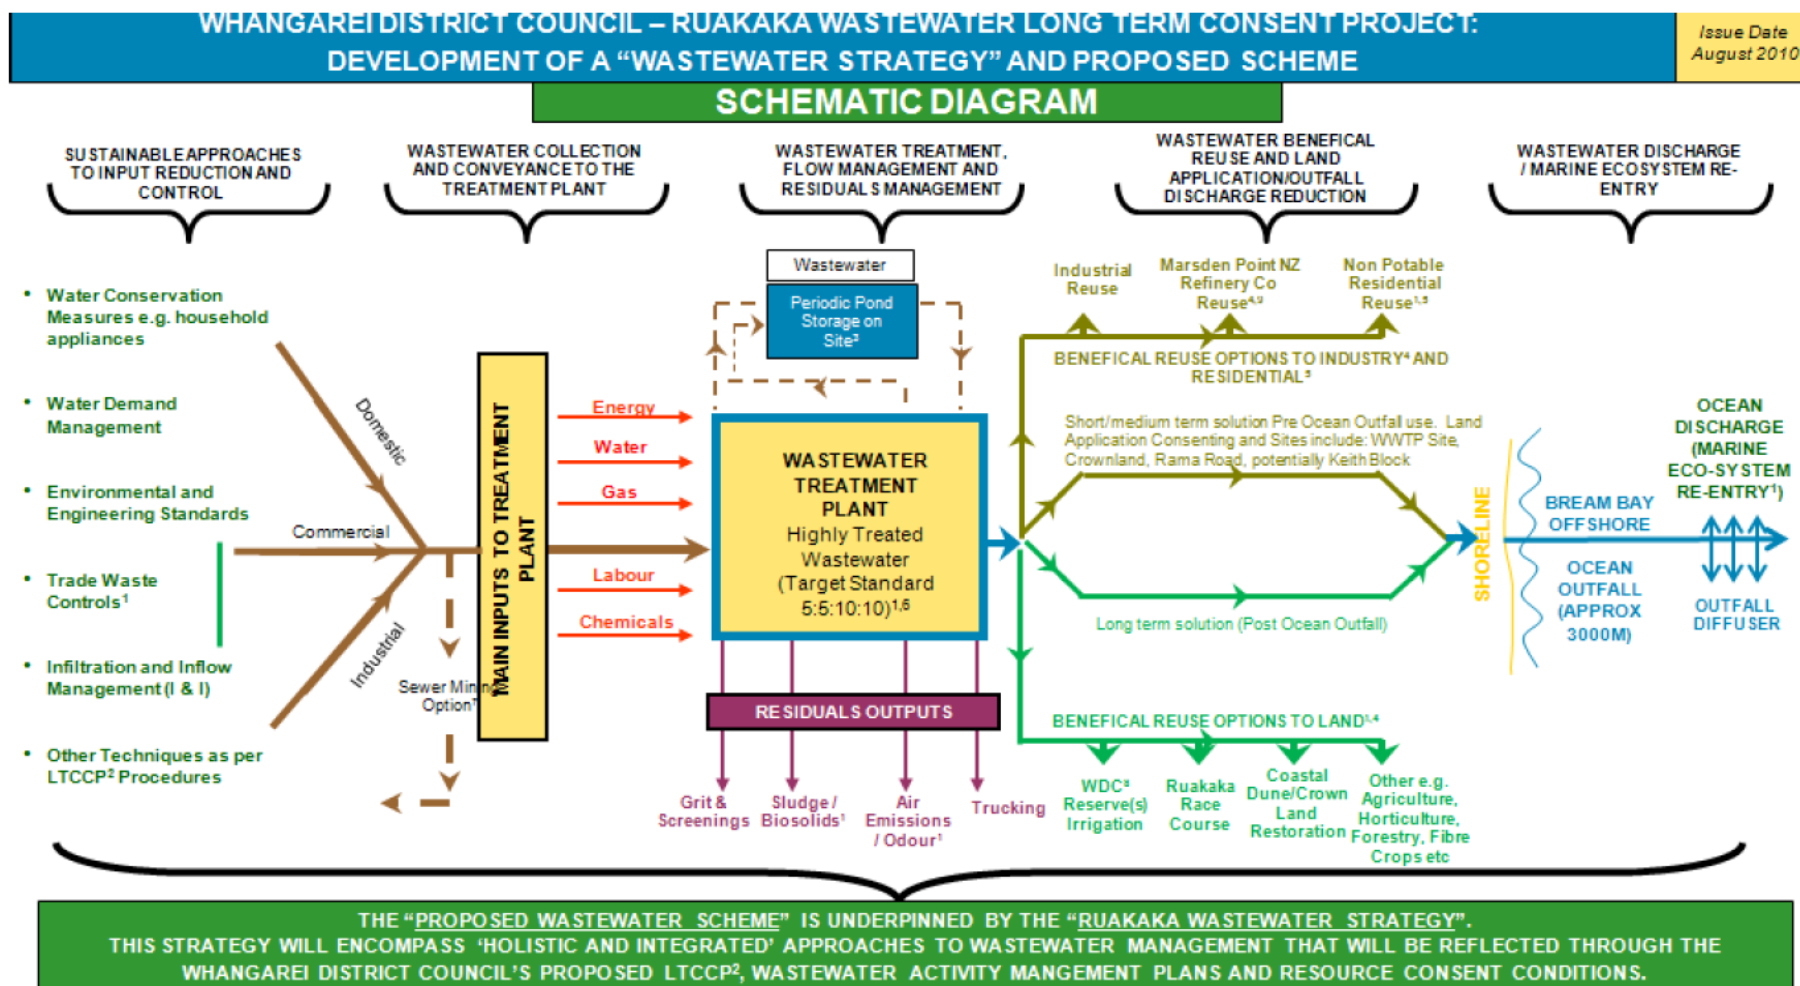 WHANGAREI DISTRICT COUNCIL – RUAKAKA WASTEWATER LONG TERM CONSENT PROJECT:
DEVELOPMENT OF A “WASTEWATER STRATEGY” AND PROPOSED SCHEME
Issue Date
August 2010
SCHEMATIC DIAGRAM
SUSTAINABLE APPROACHES
TO INPUT REDUCTION AND
CONTROL
WASTEWATER COLLECTION
AND CONVEYANCE TO THE
TREATMENT PLANT
WASTEWATER TREATMENT,
FLOW MANAGEMENT AND
RESIDUALS MANAGEMENT
WASTEWATER BENEFICAL
REUSE AND LAND
APPLICATION/OUTFALL
DISCHARGE REDUCTION
WASTEWATER DISCHARGE
/ MARINE ECOSYSTEM RE-
ENTRY
• Water Conservation
Measures e.g. household
appliances
• Water Demand
Management
• Environmental and
Engineering Standards
• Trade Waste
Controls¹
• Infiltration and Inflow
Management (I & I)
• Other Techniques as per
LTCCP² Procedures
Domestic
Commercial
Industrial
Sewer Mining
Option⁷
MAIN INPUTS TO TREATMENT
PLANT
Energy
Water
Gas
Labour
Chemicals
Wastewater
Periodic Pond
Storage on
Site³
WASTEWATER
TREATMENT
PLANT
Highly Treated
Wastewater
(Target Standard
5:5:10:10)¹,⁶
RESIDUALS OUTPUTS
Grit &
Screenings
Sludge /
Biosolids¹
Air
Emissions
/ Odour¹
Trucking
Industrial
Reuse
Marsden Point NZ
Refinery Co
Reuse⁴,⁹
Non Potable
Residential
Reuse¹,⁵
BENEFICAL REUSE OPTIONS TO INDUSTRY⁴ AND
RESIDENTIAL⁵
Short/medium term solution Pre Ocean Outfall use. Land
Application Consenting and Sites include: WWTP Site,
Crownland, Rama Road, potentially Keith Block
Long term solution (Post Ocean Outfall)
BENEFICAL REUSE OPTIONS TO LAND³,⁴
WDC⁸
Reserve(s)
Irrigation
Ruakaka
Race
Course
Coastal
Dune/Crown
Land
Restoration
Other e.g.
Agriculture,
Horticulture,
Forestry, Fibre
Crops etc
SHORELINE
BREAM BAY
OFFSHORE
OCEAN
OUTFALL
(APPROX
3000M)
OCEAN
DISCHARGE
(MARINE
ECO-SYSTEM
RE-ENTRY¹)
OUTFALL
DIFFUSER
THE “PROPOSED WASTEWATER SCHEME” IS UNDERPINNED BY THE “RUAKAKA WASTEWATER STRATEGY”.
THIS STRATEGY WILL ENCOMPASS ‘HOLISTIC AND INTEGRATED’ APPROACHES TO WASTEWATER MANAGEMENT THAT WILL BE REFLECTED THROUGH THE
WHANGAREI DISTRICT COUNCIL’S PROPOSED LTCCP², WASTEWATER ACTIVITY MANGEMENT PLANS AND RESOURCE CONSENT CONDITIONS.